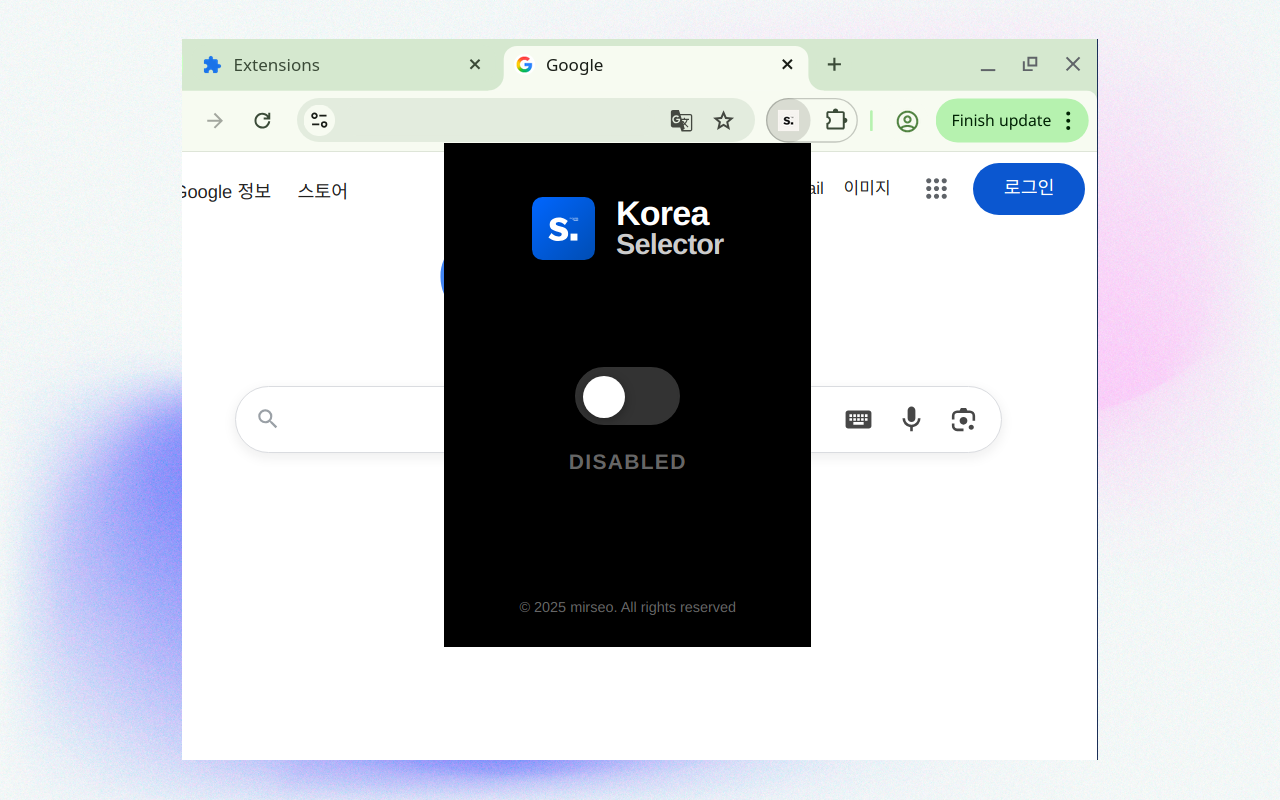 Extensions
Google
Finish update
Google 정보
스토어
ail
이미지
로그인
s.
s.
Korea
Selector
DISABLED
© 2025 mirseo. All rights reserved